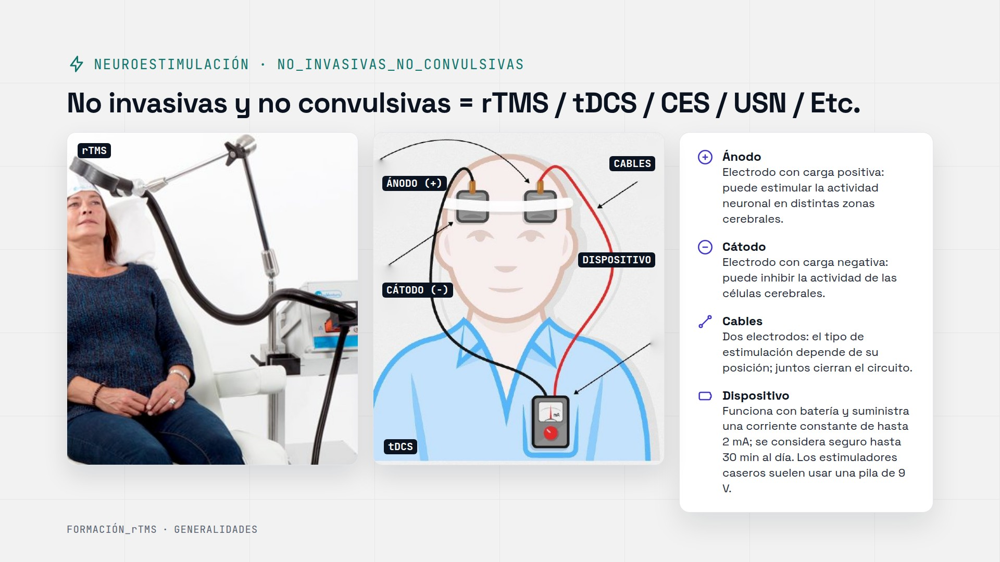 NEUROESTIMULACIÓN · NO_INVASIVAS_NO_CONVULSIVAS
No invasivas y no convulsivas = rTMS / tDCS / CES / USN / Etc.
rTMS
CABLES
ÁNODO (+)
DISPOSITIVO
CÁTODO (-)
mA
tDCS
Ánodo
Electrodo con carga positiva:
puede estimular la actividad
neuronal en distintas zonas
cerebrales.
Cátodo
Electrodo con carga negativa:
puede inhibir la actividad de las
células cerebrales.
Cables
Dos electrodos: el tipo de
estimulación depende de su
posición; juntos cierran el circuito.
Dispositivo
Funciona con batería y suministra
una corriente constante de hasta
2 mA; se considera seguro hasta
30 min al día. Los estimuladores
caseros suelen usar una pila de 9
V.
FORMACIÓN_rTMS · GENERALIDADES